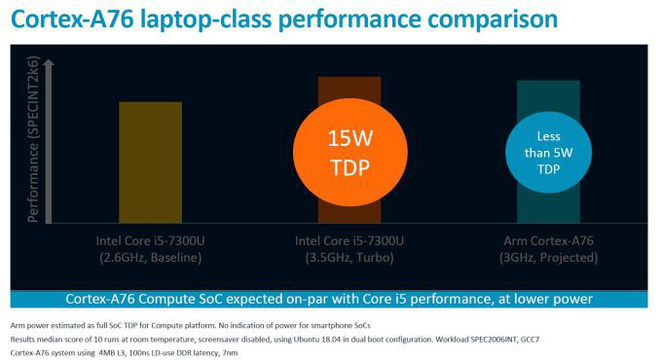 Cortex-A76 laptop-class performance comparison
Performance (SPECINT2k6)
15W
TDP
Less
than 5W
TDP
Intel Core i5-7300U
(2.6GHz, Baseline)
Intel Core i5-7300U
(3.5GHz, Turbo)
Arm Cortex-A76
(3GHz, Projected)
Cortex-A76 Compute SoC expected on-par with Core i5 performance, at lower power
Arm power estimated as full SoC TDP for Compute platform. No indication of power for smartphone SoCs
Results median score of 10 runs at room temperature, screensaver disabled, using Ubuntu 18.04 in dual boot configuration. Workload SPEC2006INT, GCC7
Cortex-A76 system using 4MB L3, 100ns LD-use DDR latency, 7nm